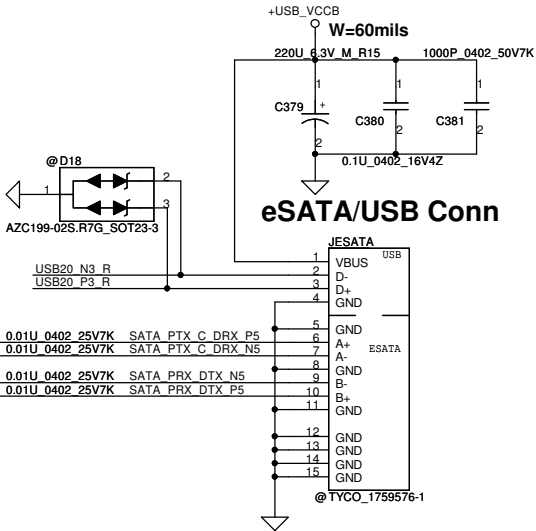 +USB_VCCB
W=60mils
220U_6.3V_M_R15 1000P_0402_50V7K
1 1 1
C379 + C380 C381
2 2 2
0.1U_0402_16V4Z
@D18
1 2
3
AZC199-02S.R7G_SOT23-3
eSATA/USB Conn
JESATA
1 VBUS USB
USB20_N3_R 2 D-
USB20_P3_R 3 D+
4 GND
5 GND
0.01U_0402_25V7K SATA_PTX_C_DRX_P5 6 A+ ESATA
0.01U_0402_25V7K SATA_PTX_C_DRX_N5 7 A-
8 GND
0.01U_0402_25V7K SATA_PRX_DTX_N5 9 B-
0.01U_0402_25V7K SATA_PRX_DTX_P5 10 B+
11 GND
12 GND
13 GND
14 GND
15 GND
@TYCO_1759576-1